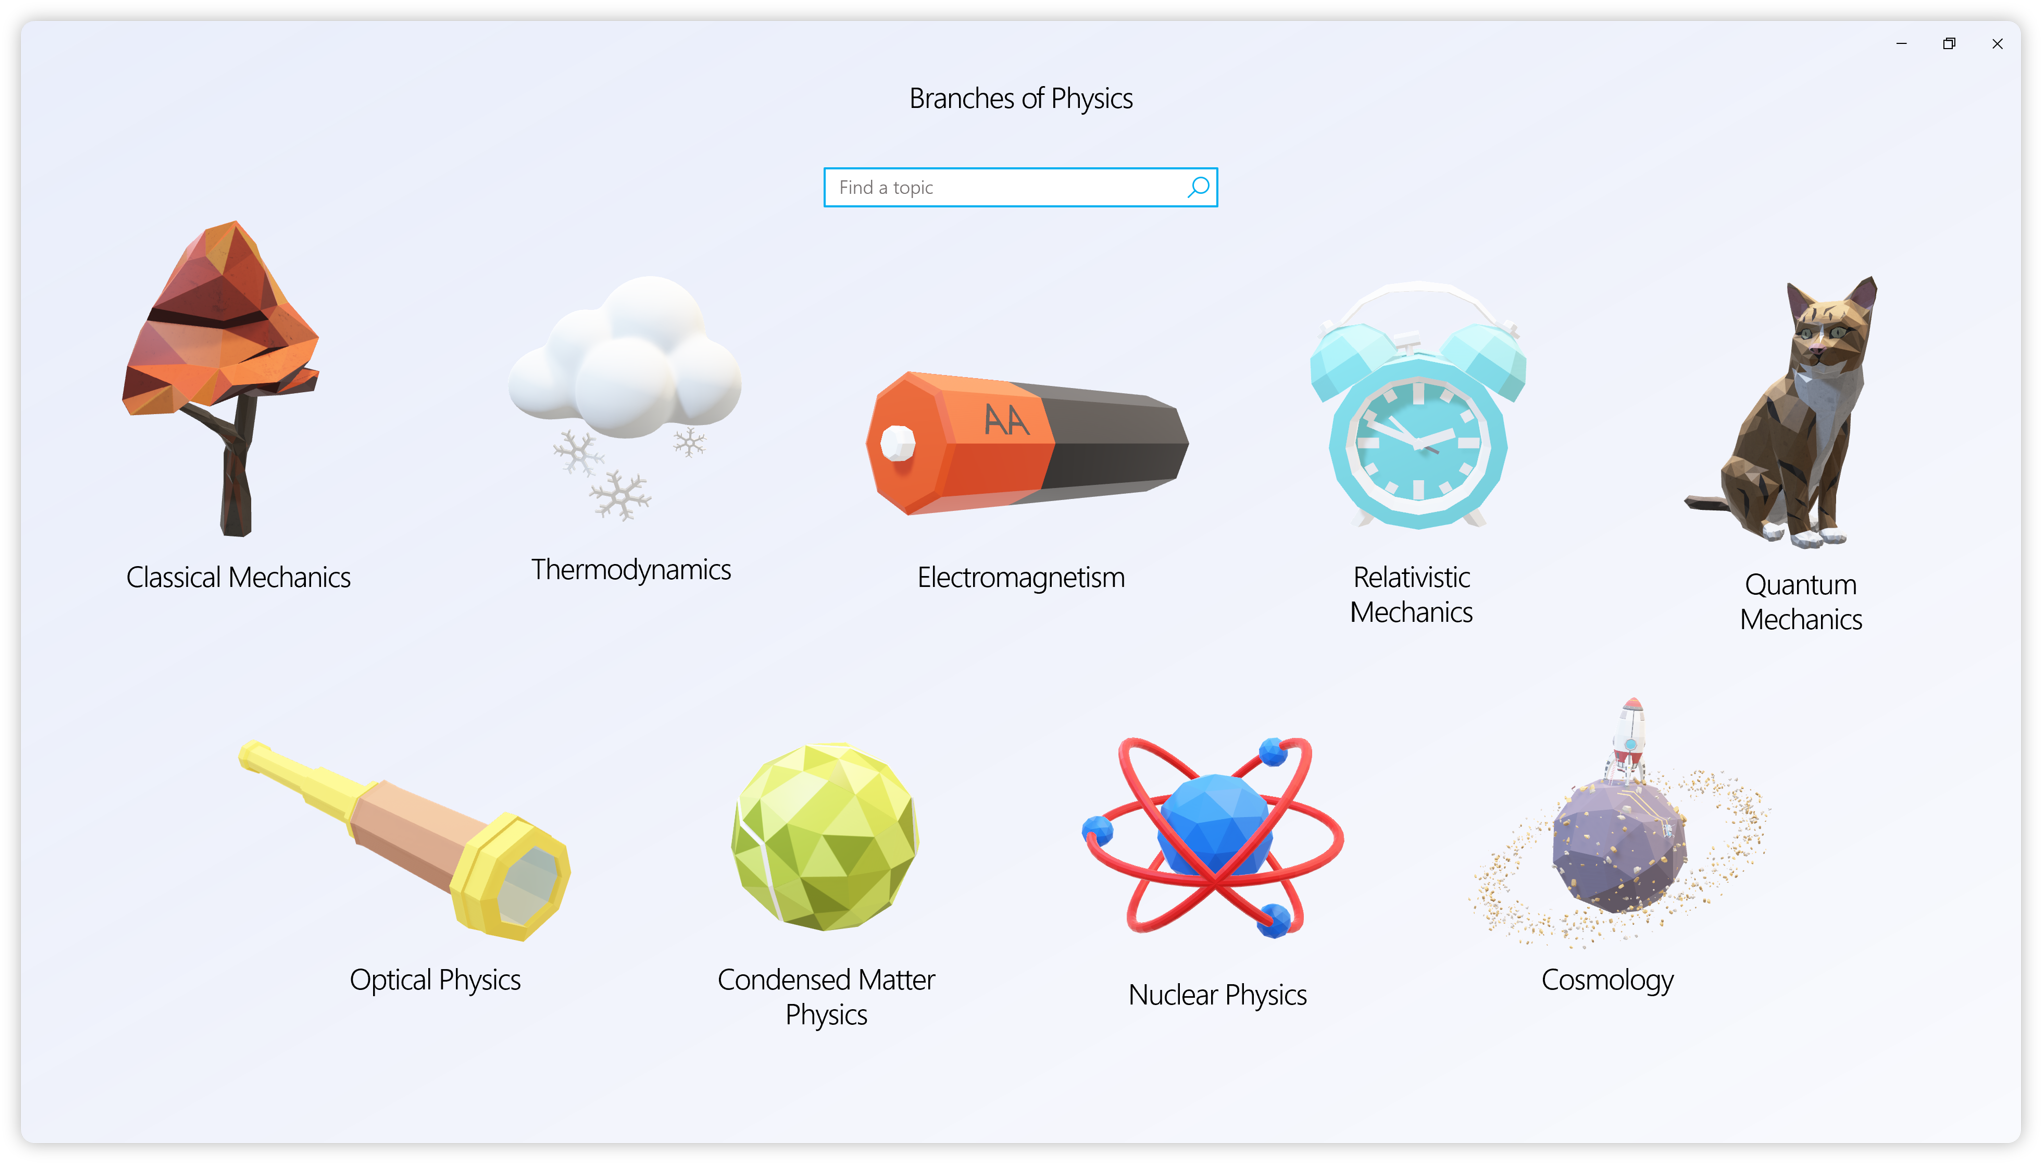 Branches of Physics
Find a topic
AA
Classical Mechanics
Thermodynamics
Electromagnetism
Relativistic
Mechanics
Quantum
Mechanics
Optical Physics
Condensed Matter
Physics
Nuclear Physics
Cosmology